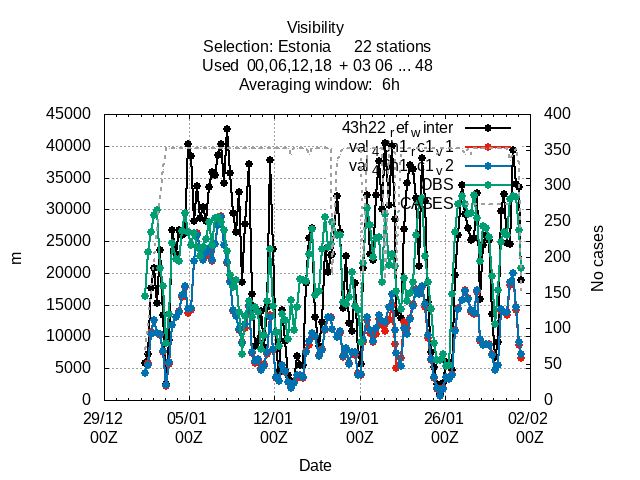 Visibility
Selection: Estonia 22 stations
Used 00,06,12,18 + 03 06 ... 48
Averaging window: 6h
45000
40000
35000
30000
25000
20000
15000
10000
5000
0
m
400
350
300
250
200
150
100
50
0
No cases
43h22refwinter
OBS
CASES
29/12 05/01 12/01 19/01 26/01 02/02
00Z 00Z 00Z 00Z 00Z 00Z
Date